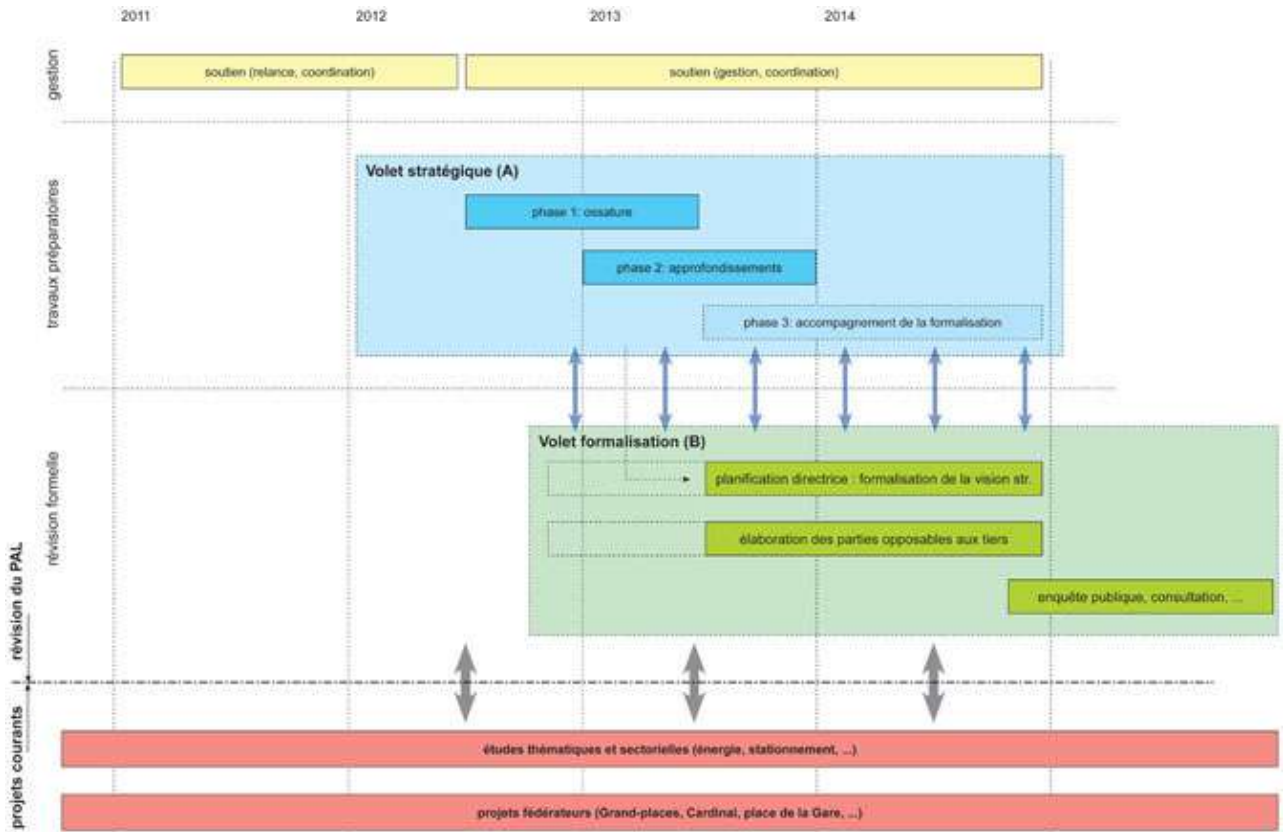 2011
2012
2013
2014
gestion
soutien (relance, coordination)
soutien (gestion, coordination)
travaux préparatoires
Volet stratégique (A)
phase 1: ossature
phase 2: approfondissements
phase 3: accompagnement de la formalisation
révision formelle
Volet formalisation (B)
planification directrice : formalisation de la vision str.
élaboration des parties opposables aux tiers
enquête publique, consultation, ...
révision du PAL
projets courants
études thématiques et sectorielles (énergie, stationnement, ...)
projets fédérateurs (Grand-places, Cardinal, place de la Gare, ...)